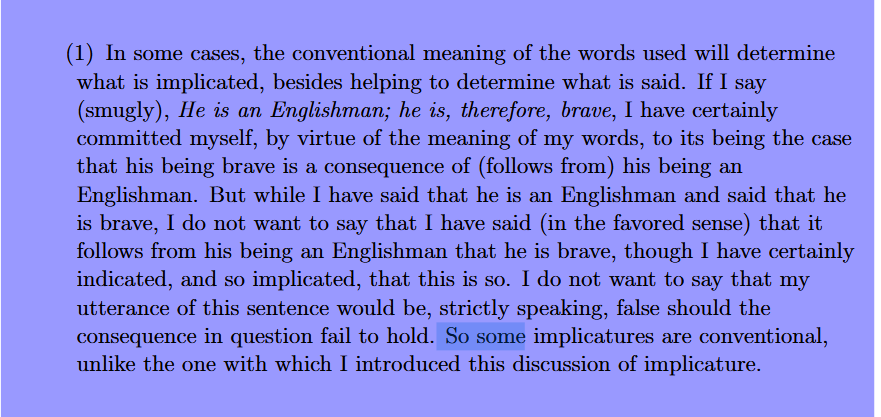 (1) In some cases, the conventional meaning of the words used will determine
what is implicated, besides helping to determine what is said. If I say
(smugly), He is an Englishman; he is, therefore, brave, I have certainly
committed myself, by virtue of the meaning of my words, to its being the case
that his being brave is a consequence of (follows from) his being an
Englishman. But while I have said that he is an Englishman and said that he
is brave, I do not want to say that I have said (in the favored sense) that it
follows from his being an Englishman that he is brave, though I have certainly
indicated, and so implicated, that this is so. I do not want to say that my
utterance of this sentence would be, strictly speaking, false should the
consequence in question fail to hold. So some implicatures are conventional,
unlike the one with which I introduced this discussion of implicature.